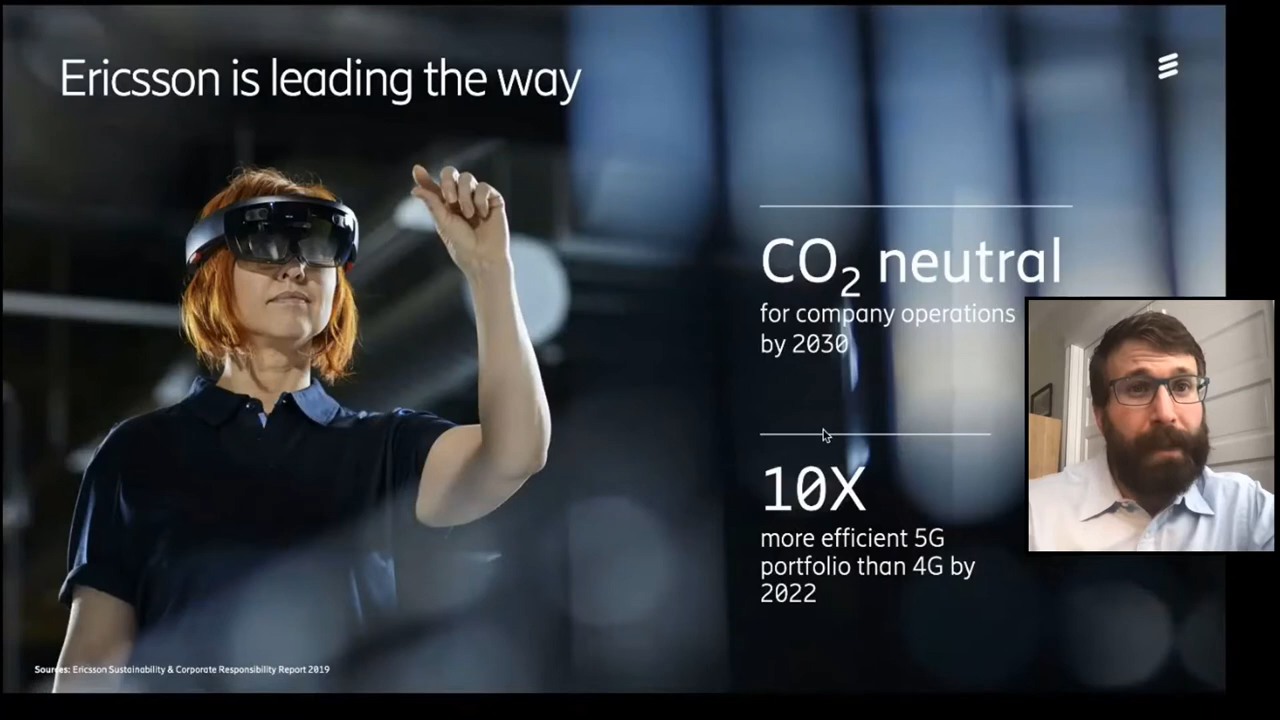 Ericsson is leading the way
CO₂ neutral
for company operations
by 2030
10X
more efficient 5G
portfolio than 4G by
2022
Sources: Ericsson Sustainability & Corporate Responsibility Report 2019